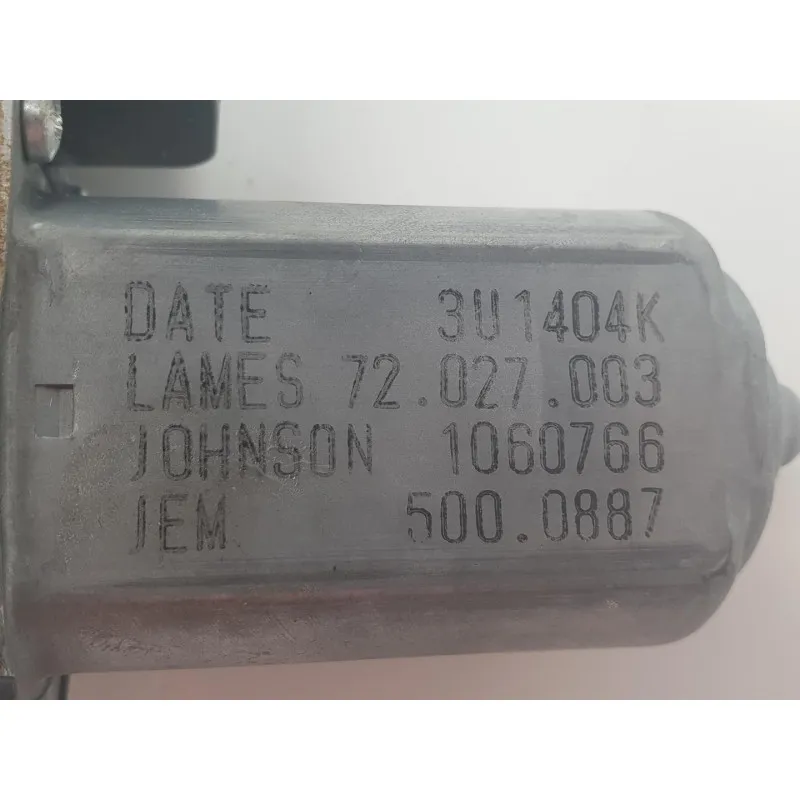 DATE 3U1404K
LAMES 72.027.003
JOHNSON 1060766
JEM. 500.0887